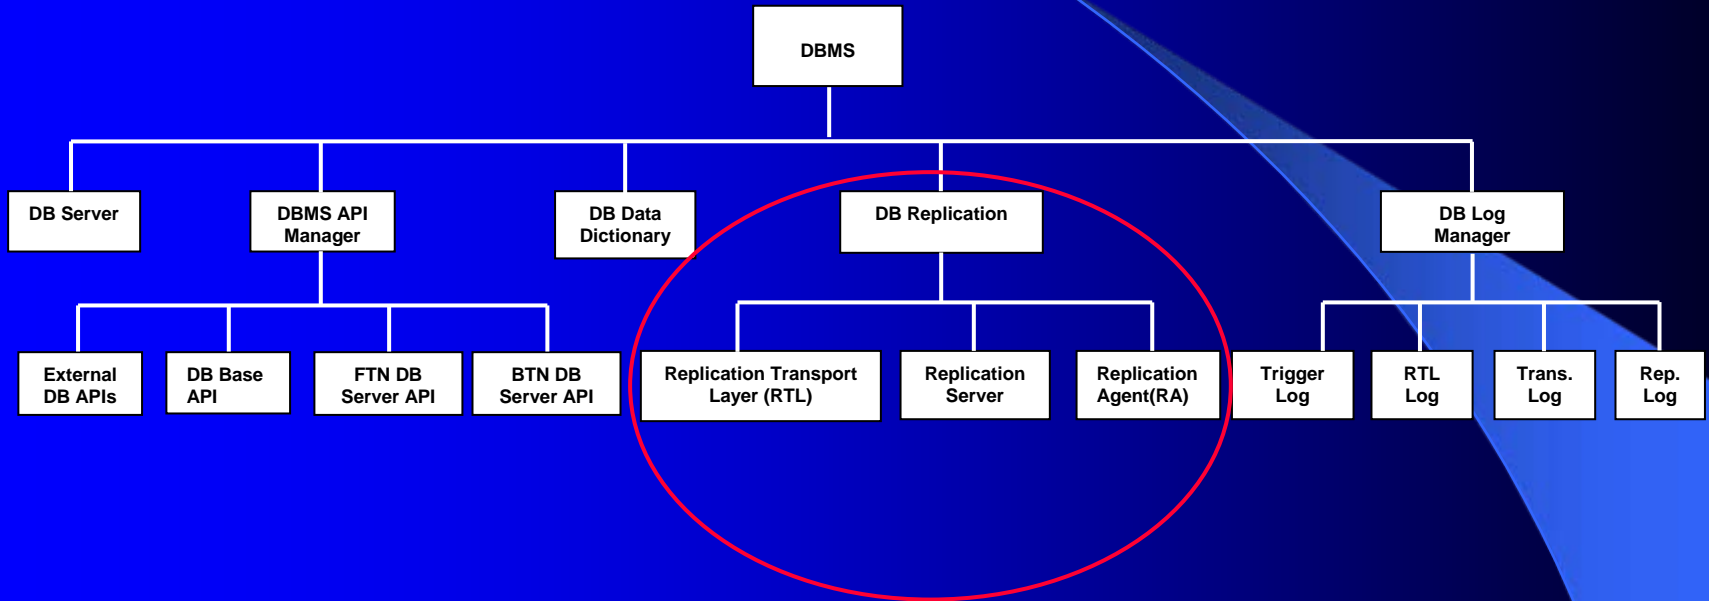 DBMS
DB Server
DBMS API
Manager
DB Data
Dictionary
DB Replication
DB Log
Manager
External
DB APIs
DB Base
API
FTN DB
Server API
BTN DB
Server API
Replication Transport
Layer (RTL)
Replication
Server
Replication
Agent(RA)
Trigger
Log
RTL
Log
Trans.
Log
Rep.
Log